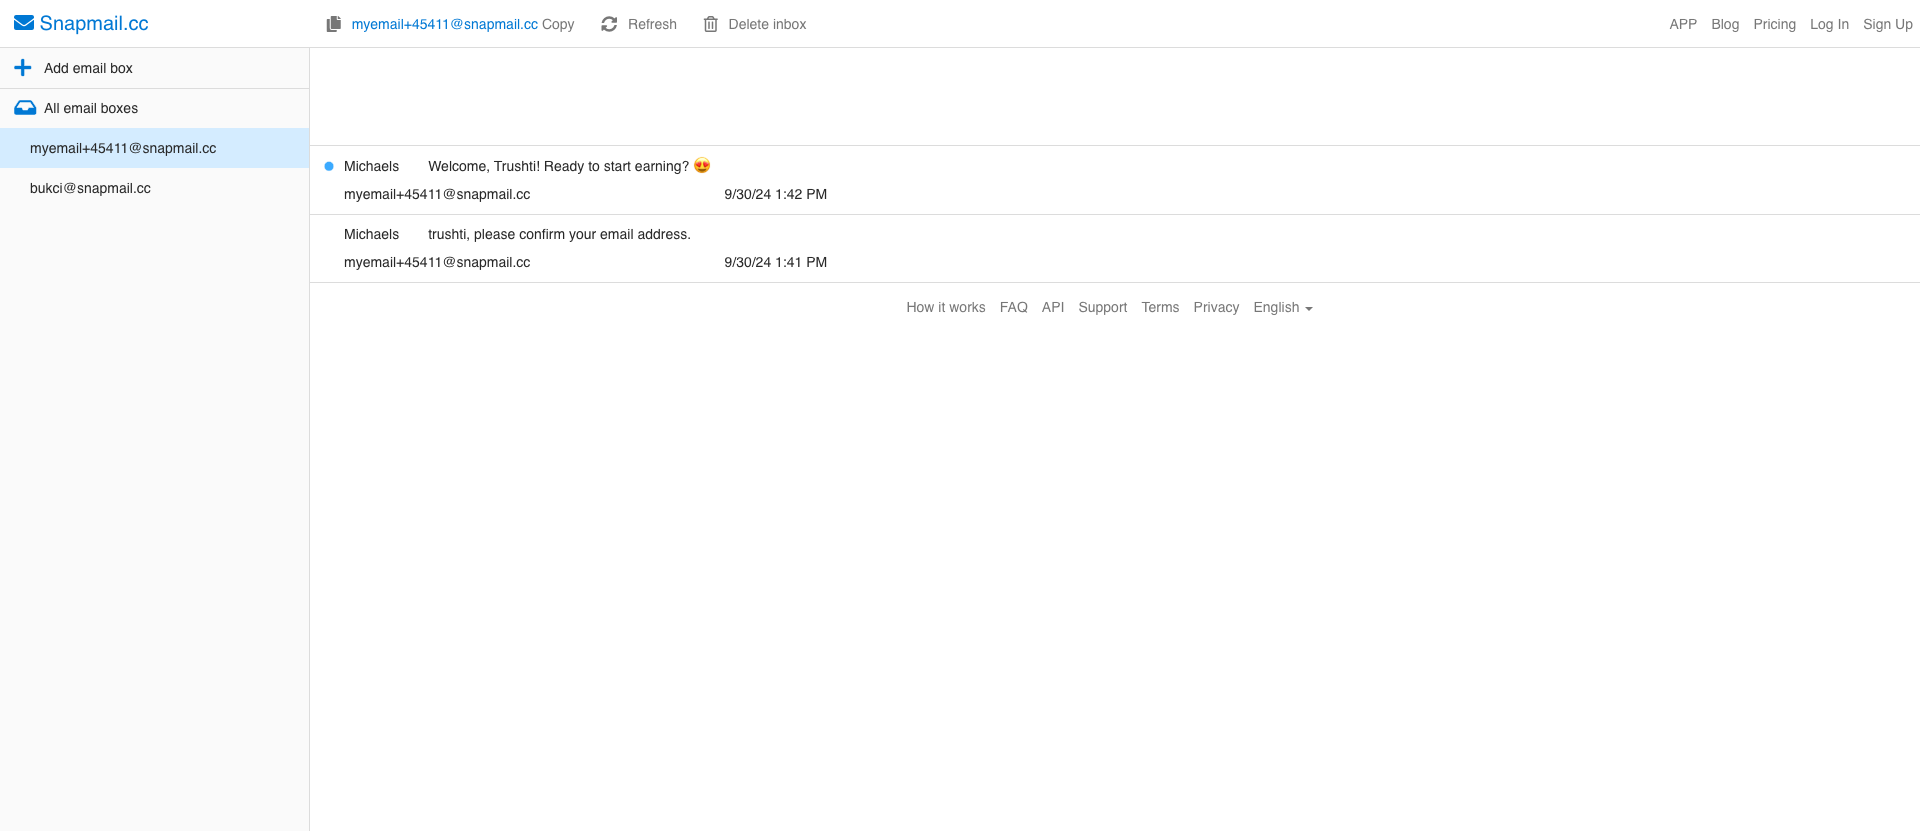 Snapmail.cc
myemail+45411@snapmail.cc Copy Refresh Delete inbox
APP Blog Pricing Log In Sign Up
Add email box
All email boxes
myemail+45411@snapmail.cc
bukci@snapmail.cc
Michaels Welcome, Trushti! Ready to start earning? 😍
myemail+45411@snapmail.cc 9/30/24 1:42 PM
Michaels trushti, please confirm your email address.
myemail+45411@snapmail.cc 9/30/24 1:41 PM
How it works FAQ API Support Terms Privacy English